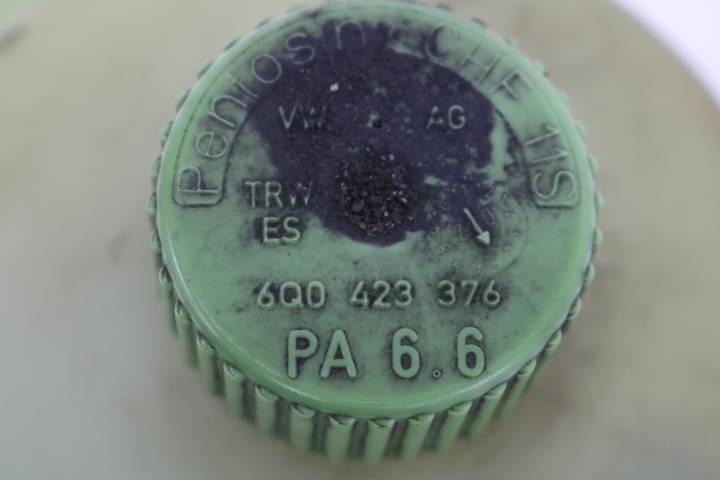 Pentosin CHF 11S
VW AG
TRW
ES
6Q0 423 376
PA 6.6